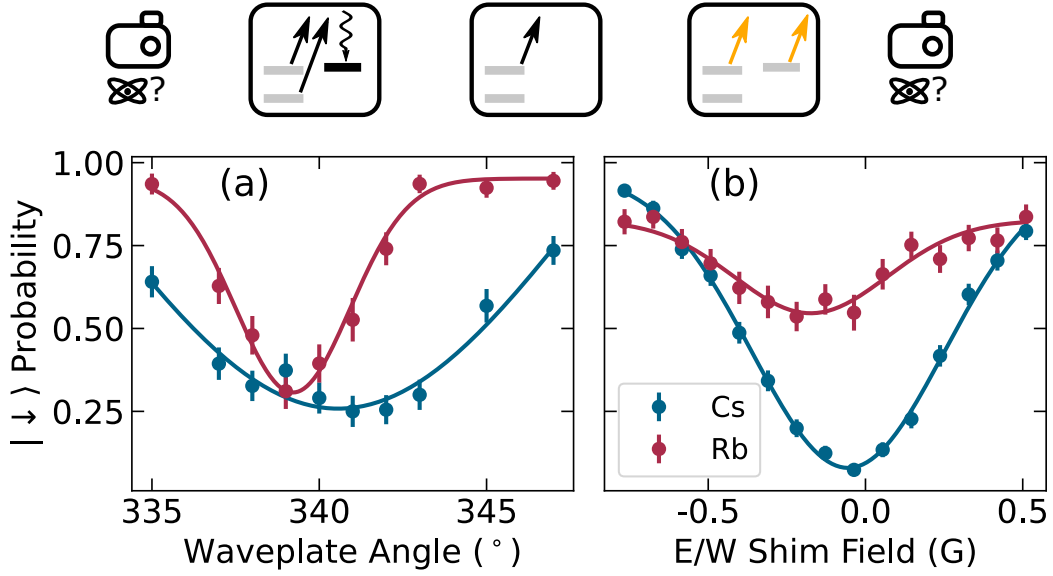 ? ?
(a) (b)
1.00
0.75
0.50
0.25
| ↓ ⟩ Probability
Cs
Rb
335 340 345
-0.5 0.0 0.5
Waveplate Angle (°)
E/W Shim Field (G)